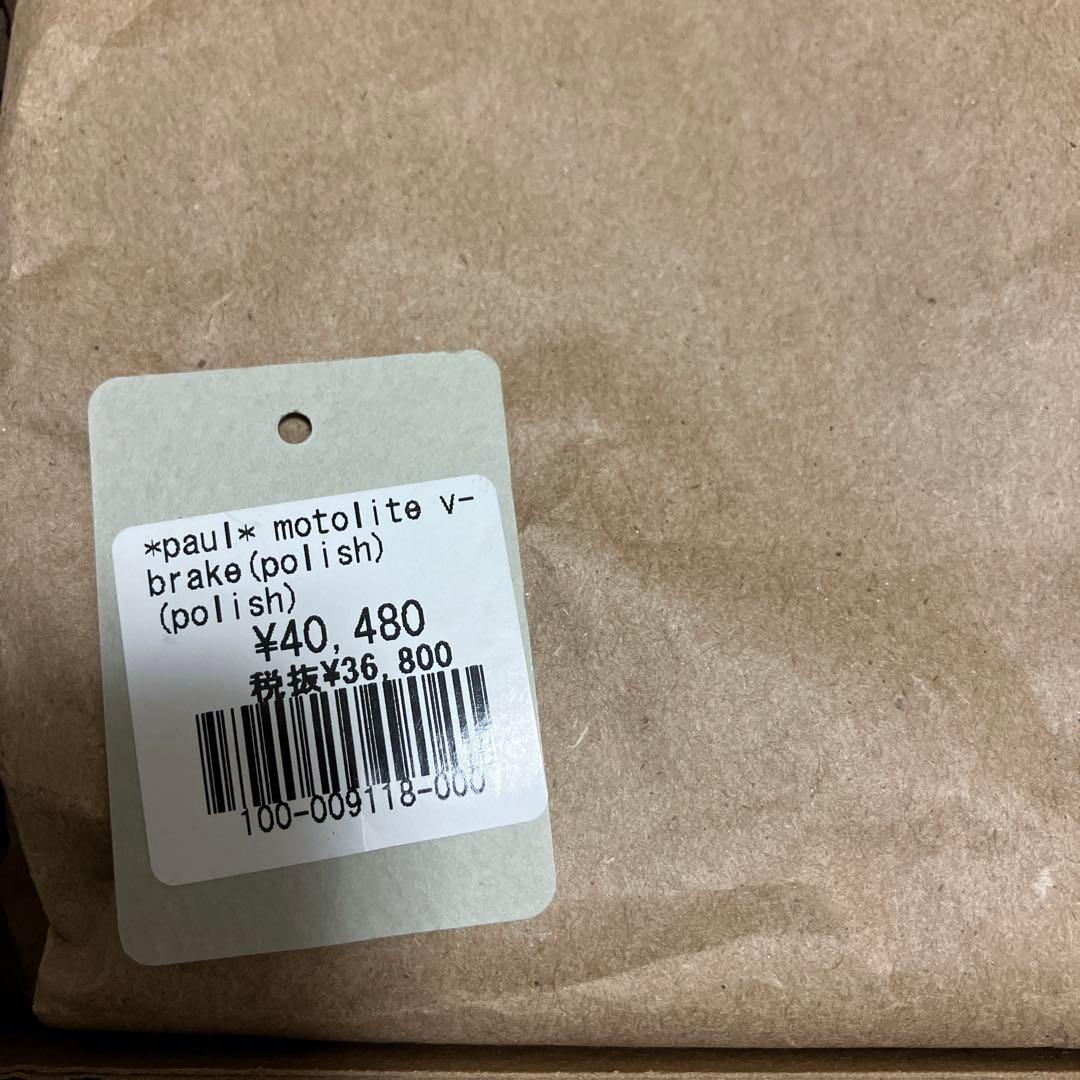 *paul* motolite v-
brake(polish)
(polish)
¥40,480
税抜¥36,800
100-009118-000